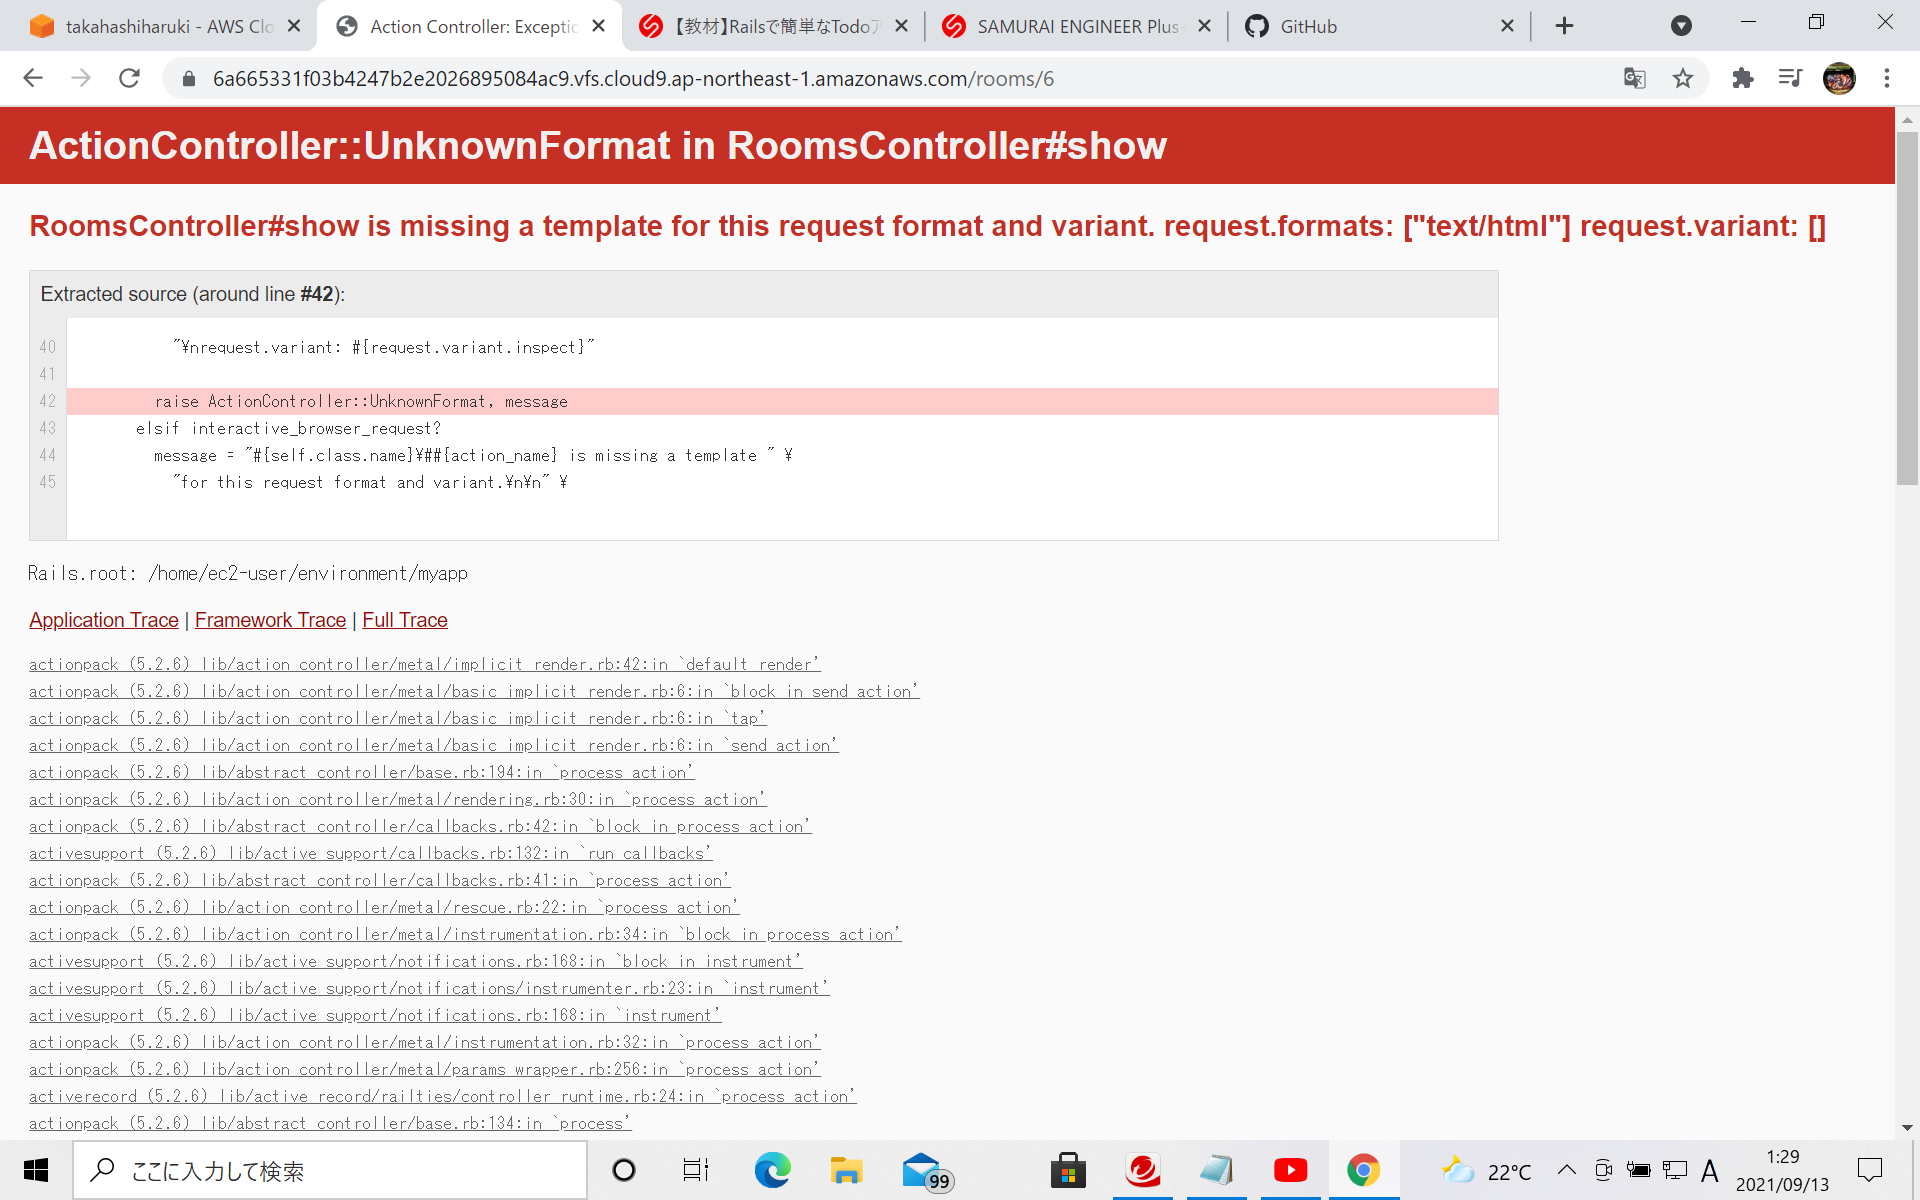 takahashiharuki - AWS Clo
Action Controller: Exceptio
【教材】Railsで簡単なTodoア
SAMURAI ENGINEER Plus
GitHub
6a665331f03b4247b2e2026895084ac9.vfs.cloud9.ap-northeast-1.amazonaws.com/rooms/6
ActionController::UnknownFormat in RoomsController#show
RoomsController#show is missing a template for this request format and variant. request.formats: ["text/html"] request.variant: []
Extracted source (around line #42):
40 "¥nrequest.variant: #{request.variant.inspect}"
41
42 raise ActionController::UnknownFormat, message
43 elsif interactive_browser_request?
44 message = "#{self.class.name}¥##{action_name} is missing a template " ¥
45 "for this request format and variant.¥n¥n" ¥
Rails.root: /home/ec2-user/environment/myapp
Application Trace | Framework Trace | Full Trace
actionpack (5.2.6) lib/action_controller/metal/implicit_render.rb:42:in `default_render'
actionpack (5.2.6) lib/action_controller/metal/basic_implicit_render.rb:6:in `block in send_action'
actionpack (5.2.6) lib/action_controller/metal/basic_implicit_render.rb:6:in `tap'
actionpack (5.2.6) lib/action_controller/metal/basic_implicit_render.rb:6:in `send_action'
actionpack (5.2.6) lib/abstract_controller/base.rb:194:in `process_action'
actionpack (5.2.6) lib/action_controller/metal/rendering.rb:30:in `process_action'
actionpack (5.2.6) lib/abstract_controller/callbacks.rb:42:in `block in process_action'
activesupport (5.2.6) lib/active_support/callbacks.rb:132:in `run_callbacks'
actionpack (5.2.6) lib/abstract_controller/callbacks.rb:41:in `process_action'
actionpack (5.2.6) lib/action_controller/metal/rescue.rb:22:in `process_action'
actionpack (5.2.6) lib/action_controller/metal/instrumentation.rb:34:in `block in process_action'
activesupport (5.2.6) lib/active_support/notifications.rb:168:in `block in instrument'
activesupport (5.2.6) lib/active_support/notifications/instrumenter.rb:23:in `instrument'
activesupport (5.2.6) lib/active_support/notifications.rb:168:in `instrument'
actionpack (5.2.6) lib/action_controller/metal/instrumentation.rb:32:in `process_action'
actionpack (5.2.6) lib/action_controller/metal/params_wrapper.rb:256:in `process_action'
activerecord (5.2.6) lib/active_record/railties/controller_runtime.rb:24:in `process_action'
actionpack (5.2.6) lib/abstract_controller/base.rb:134:in `process'
ここに入力して検索
99
22°C
A
1:29
2021/09/13